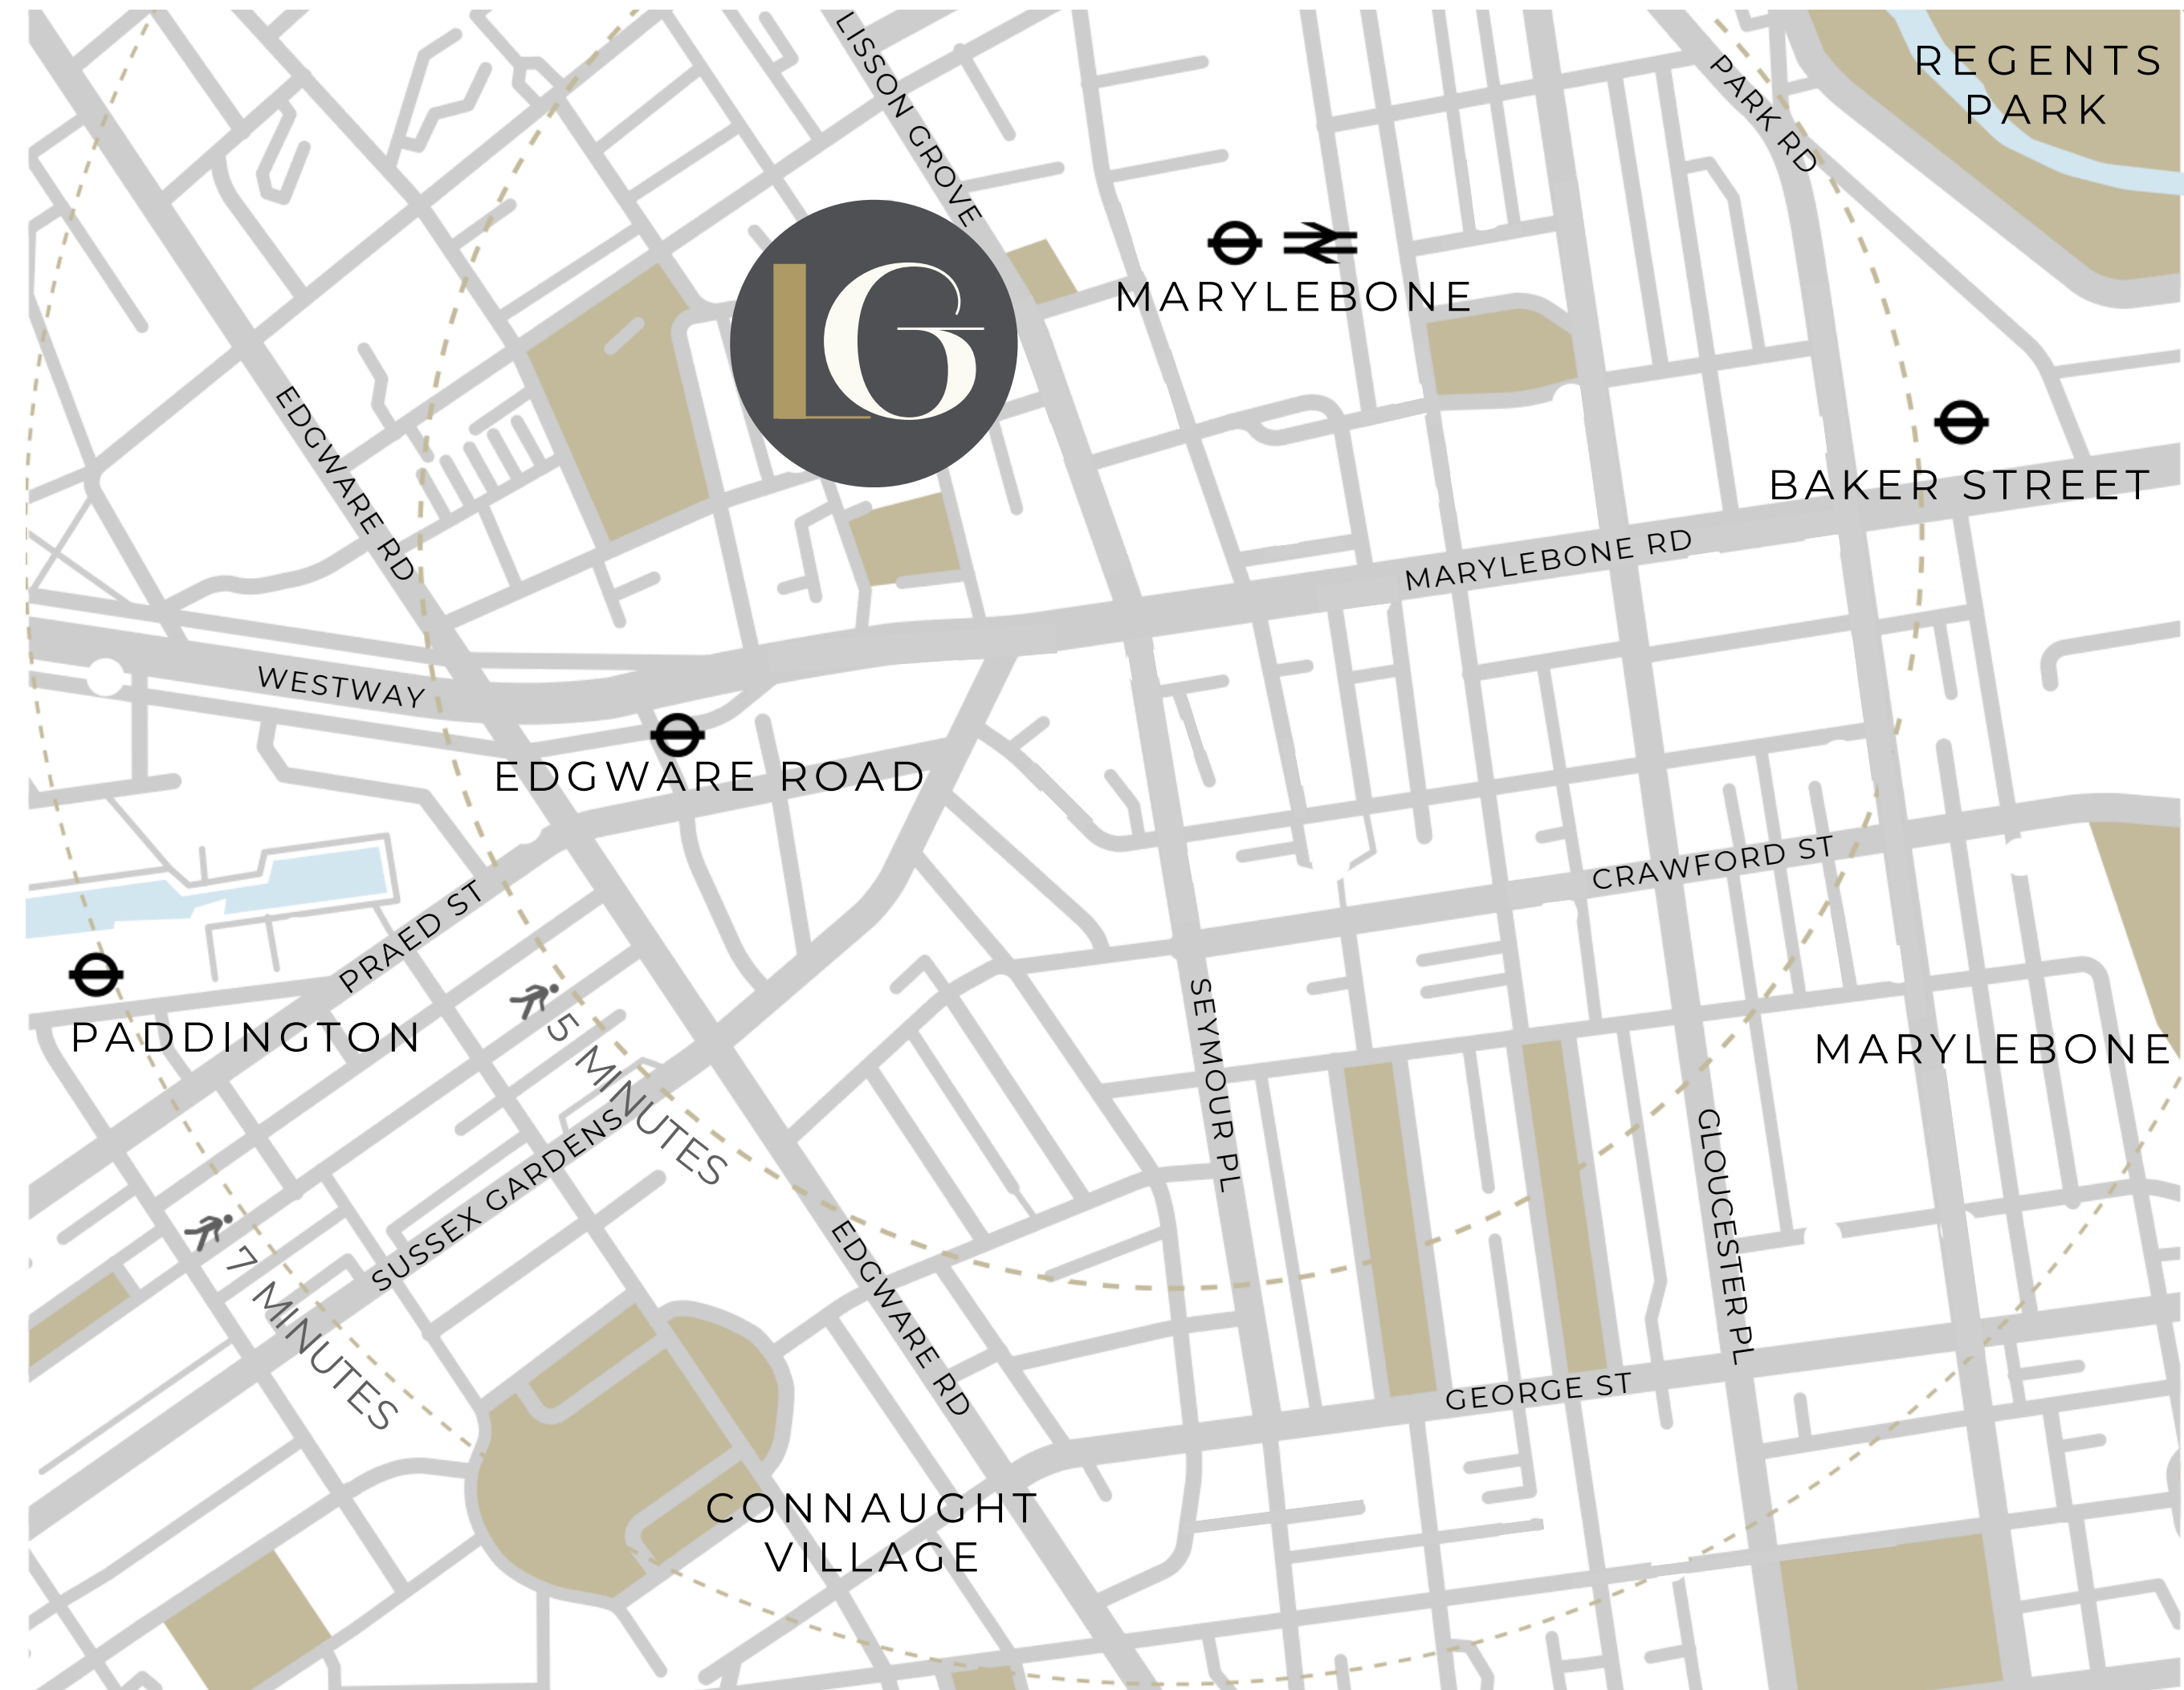 LISSON GROVE
PARK RD
REGENTS
PARK
LG
MARYLEBONE
EDGWARE RD
BAKER STREET
MARYLEBONE RD
WESTWAY
EDGWARE ROAD
CRAWFORD ST
PRAED ST
PADDINGTON
5 MINUTES
SEYMOUR PL
MARYLEBONE
SUSSEX GARDENS
GLOUCESTER PL
7 MINUTES
EDGWARE RD
GEORGE ST
CONNAUGHT
VILLAGE